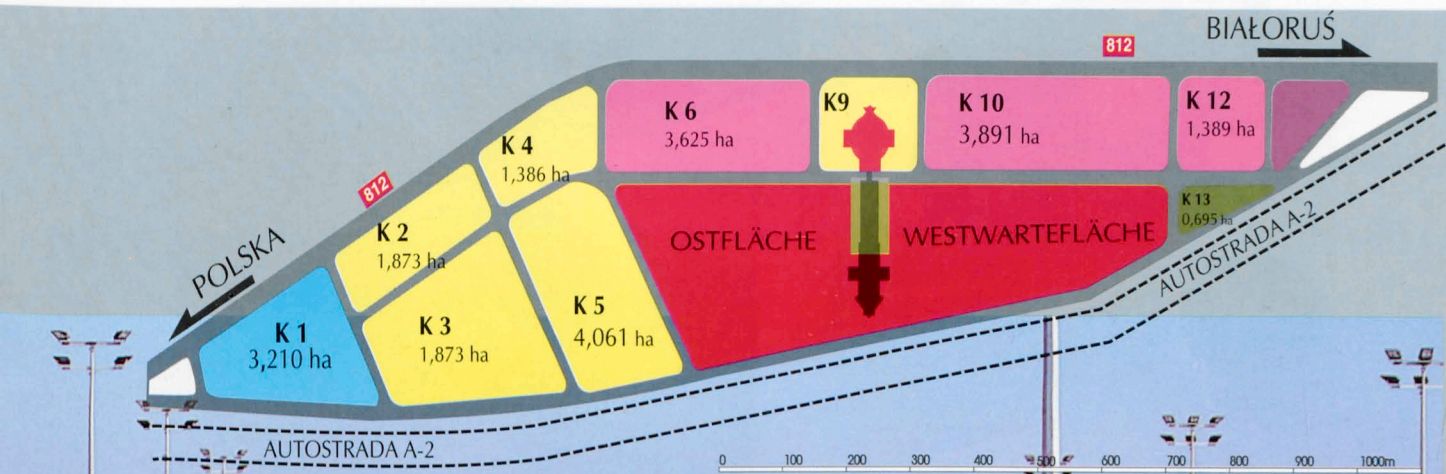 BIAŁORUŚ
812
K 6
3,625 ha
K9
K 10
3,891 ha
K 12
1,389 ha
K 4
1,386 ha
812
K 13
0,695 ha
K 2
1,873 ha
OSTFLÄCHE
WESTWARTEFLÄCHE
POLSKA
AUTOSTRADA A-2
K 5
4,061 ha
K 1
3,210 ha
K 3
1,873 ha
AUTOSTRADA A-2
0 100 200 300 400 500 600 700 800 900 1000m